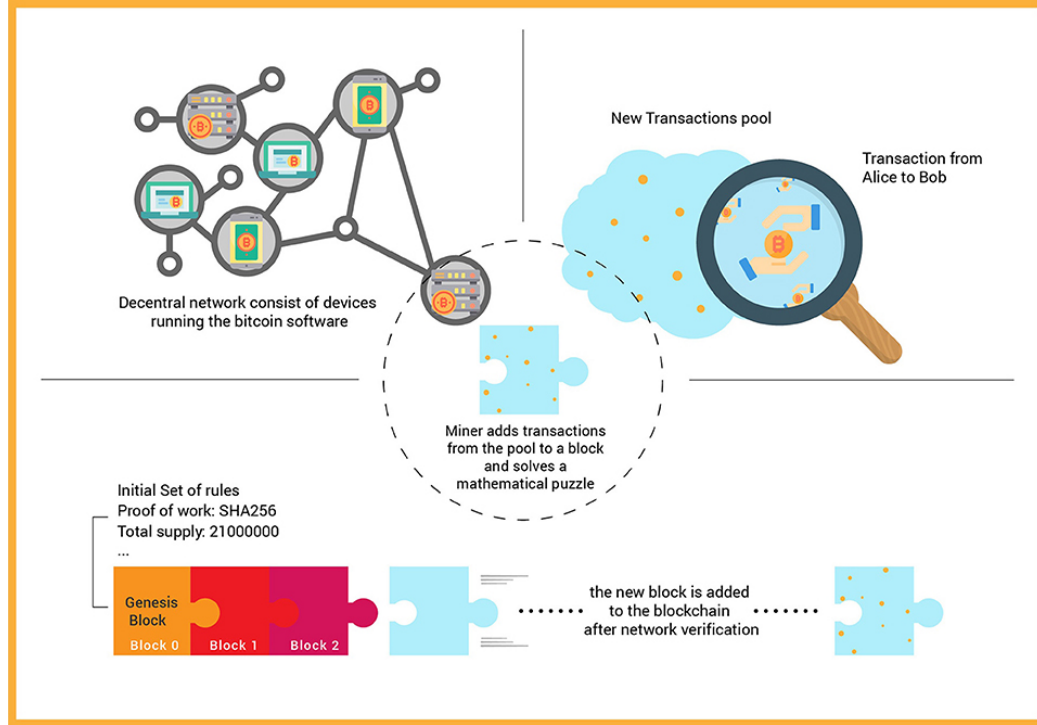 Decentral network consist of devices
running the bitcoin software
New Transactions pool
Transaction from
Alice to Bob
Miner adds transactions
from the pool to a block
and solves a
mathematical puzzle
Initial Set of rules
Proof of work: SHA256
Total supply: 21000000
...
Genesis
Block
Block 0
Block 1
Block 2
the new block is added
to the blockchain
after network verification